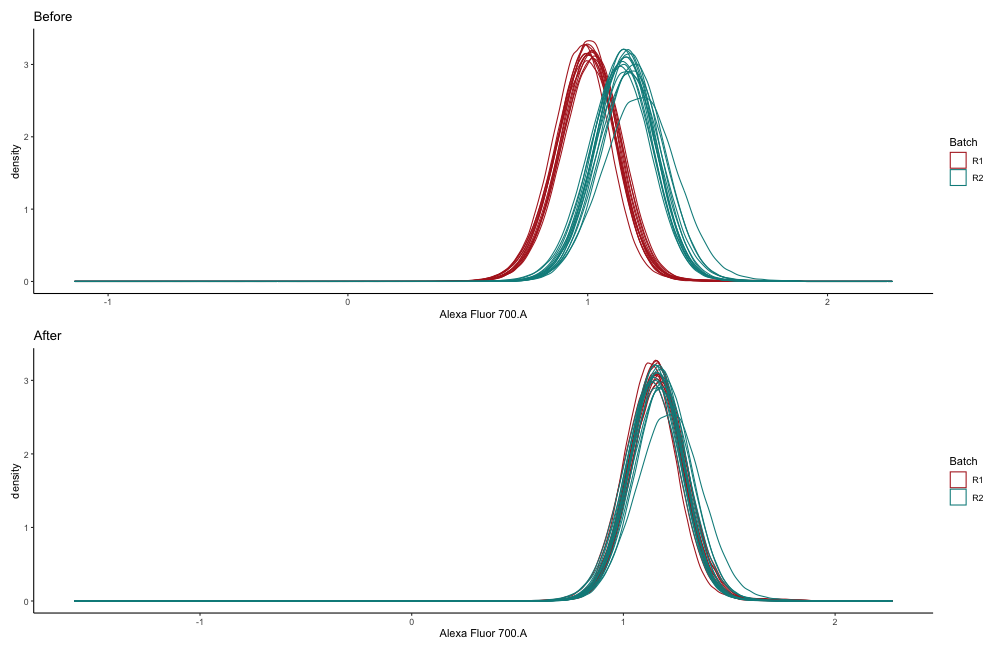 Before
3
2
1
0
density
-1
0
1
2
Alexa Fluor 700.A
Batch
R1
R2
After
3
2
1
0
density
-1
0
1
2
Alexa Fluor 700.A
Batch
R1
R2